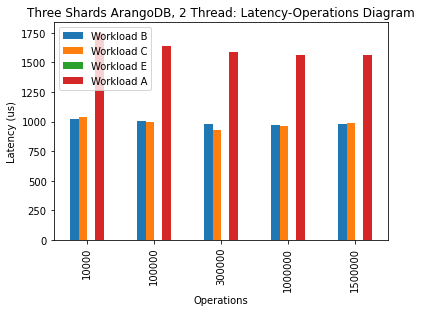 Three Shards ArangoDB, 2 Thread: Latency-Operations Diagram
Workload B
Workload C
Workload E
Workload A
Latency (us)
1750
1500
1250
1000
750
500
250
0
10000
100000
300000
1000000
1500000
Operations